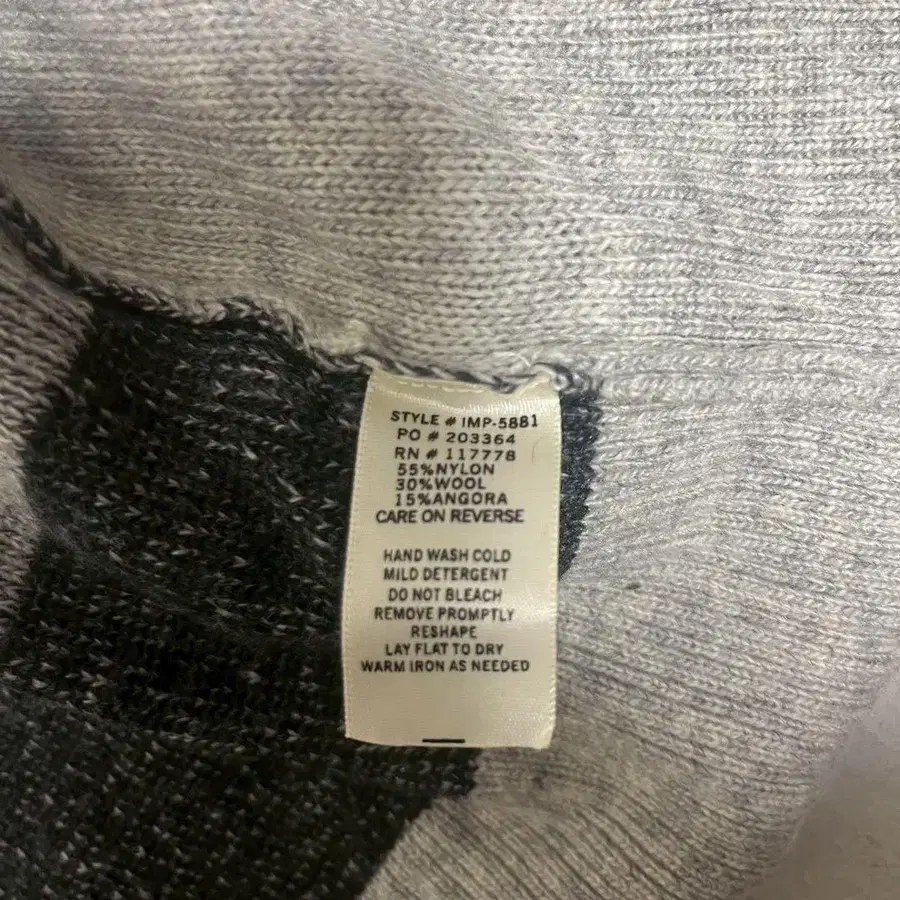 STYLE # IMP-5881
PO # 203364
RN # 117778
55%NYLON
30%WOOL
15%ANGORA
CARE ON REVERSE
HAND WASH COLD
MILD DETERGENT
DO NOT BLEACH
REMOVE PROMPTLY
RESHAPE
LAY FLAT TO DRY
WARM IRON AS NEEDED